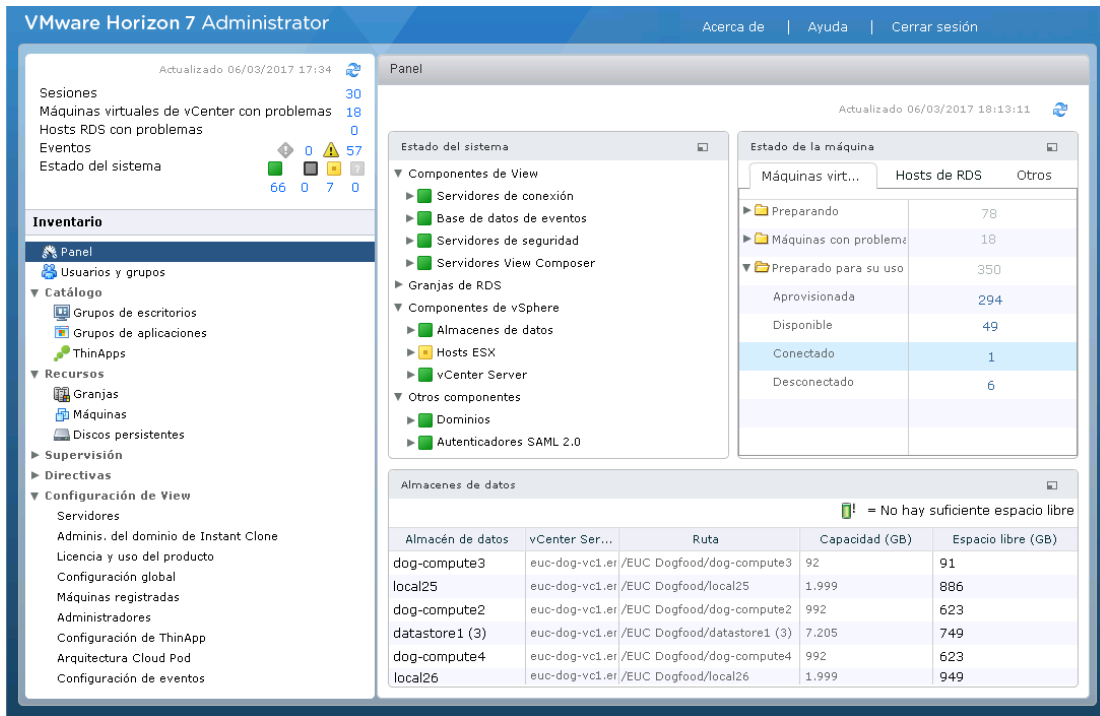 VMware Horizon 7 Administrator
Acerca de | Ayuda | Cerrar sesión
Actualizado 06/03/2017 17:34
Sesiones 30
Máquinas virtuales de vCenter con problemas 18
Hosts RDS con problemas 0
Eventos 0 57
Estado del sistema
66 0 7 0
Inventario
Panel
Usuarios y grupos
Catálogo
Grupos de escritorios
Grupos de aplicaciones
ThinApps
Recursos
Granjas
Máquinas
Discos persistentes
Supervisión
Directivas
Configuración de View
Servidores
Adminis. del dominio de Instant Clone
Licencia y uso del producto
Configuración global
Máquinas registradas
Administradores
Configuración de ThinApp
Arquitectura Cloud Pod
Configuración de eventos
Panel
Actualizado 06/03/2017 18:13:11
Estado del sistema
Componentes de View
Servidores de conexión
Base de datos de eventos
Servidores de seguridad
Servidores View Composer
Granjas de RDS
Componentes de vSphere
Almacenes de datos
Hosts ESX
vCenter Server
Otros componentes
Dominios
Autenticadores SAML 2.0
Estado de la máquina
Máquinas virt... Hosts de RDS Otros
Preparando 78
Máquinas con problema 18
Preparado para su uso 350
Aprovisionada 294
Disponible 49
Conectado 1
Desconectado 6
Almacenes de datos
! = No hay suficiente espacio libre
Almacén de datos vCenter Ser... Ruta Capacidad (GB) Espacio libre (GB)
dog-compute3 euc-dog-vc1.er /EUC Dogfood/dog-compute3 92 91
local25 euc-dog-vc1.er /EUC Dogfood/local25 1.999 886
dog-compute2 euc-dog-vc1.er /EUC Dogfood/dog-compute2 992 623
datastore1 (3) euc-dog-vc1.er /EUC Dogfood/datastore1 (3) 7.205 749
dog-compute4 euc-dog-vc1.er /EUC Dogfood/dog-compute4 992 623
local26 euc-dog-vc1.er /EUC Dogfood/local26 1.999 949